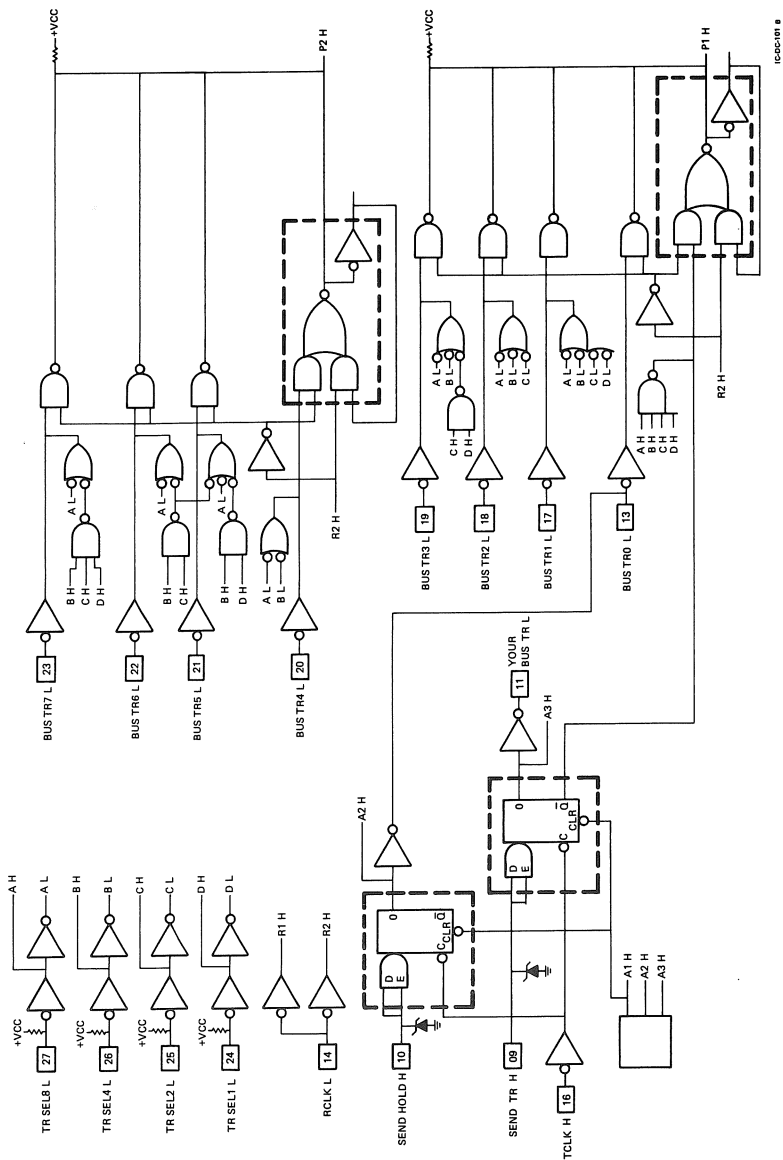 +VCC
P2 H
BUS TR7 L 23
A L
B H
C H
D H
BUS TR6 L 22
B H
C H
BUS TR5 L 21
A L
B H
D H
BUS TR4 L 20
A L
B L
R2 H
+VCC
P1 H
BUS TR3 L 19
A L
B L
C H
D H
BUS TR2 L 18
A L
B L
C L
BUS TR1 L 17
A L
B L
C L
D L
BUS TR0 L 13
A H
B H
C H
D H
R2 H
TR SEL8 L 27 +VCC A H A L
TR SEL4 L 26 +VCC B H B L
TR SEL2 L 25 +VCC C H C L
TR SEL1 L 24 +VCC D H D L
RCLK L 14 R1 H
R2 H
SEND HOLD H 10
D
E
0
C
Q
CLR
A2 H
SEND TR H 09
D
E
0
C
Q
CLR
A3 H
11 YOUR
BUS TR L
TCLK H 16
A1 H
A2 H
A3 H
IC-DC-101 B